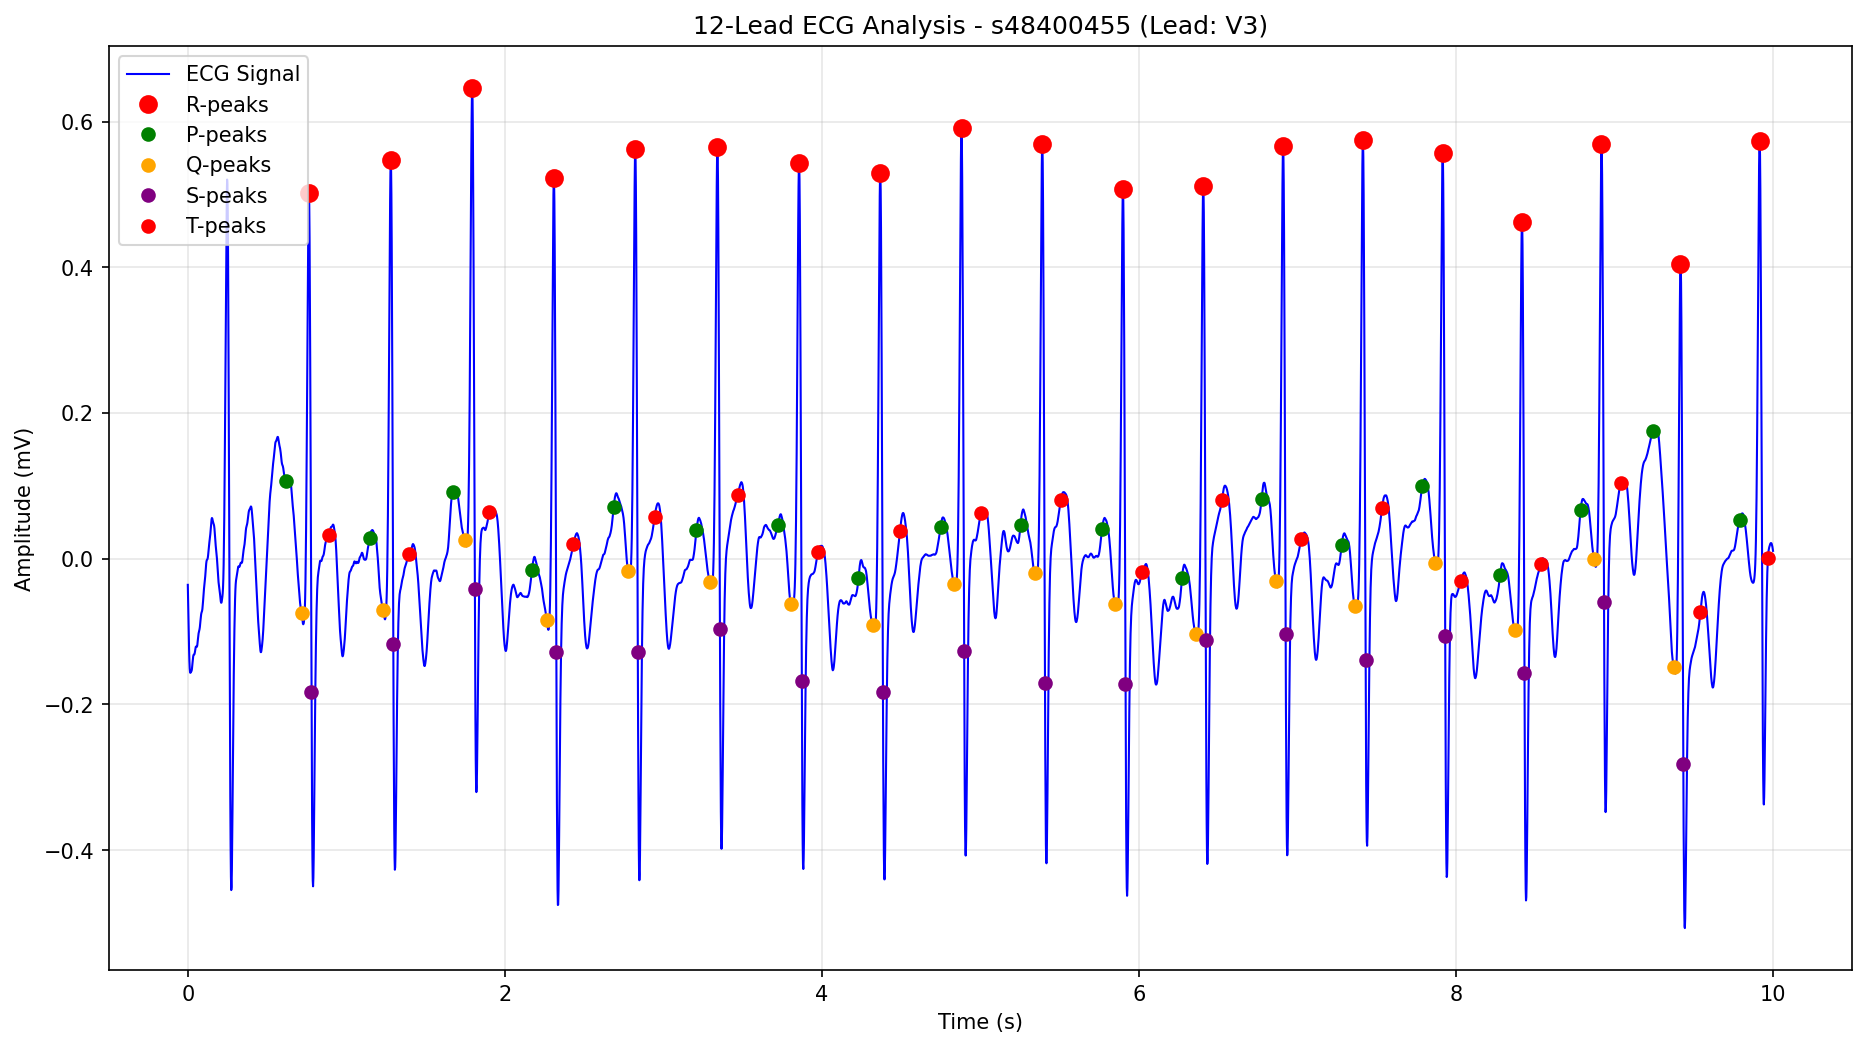 12-Lead ECG Analysis - s48400455 (Lead: V3)
ECG Signal
R-peaks
P-peaks
Q-peaks
S-peaks
T-peaks
0.6
0.4
0.2
0.0
−0.2
−0.4
Amplitude (mV)
0 2 4 6 8 10
Time (s)